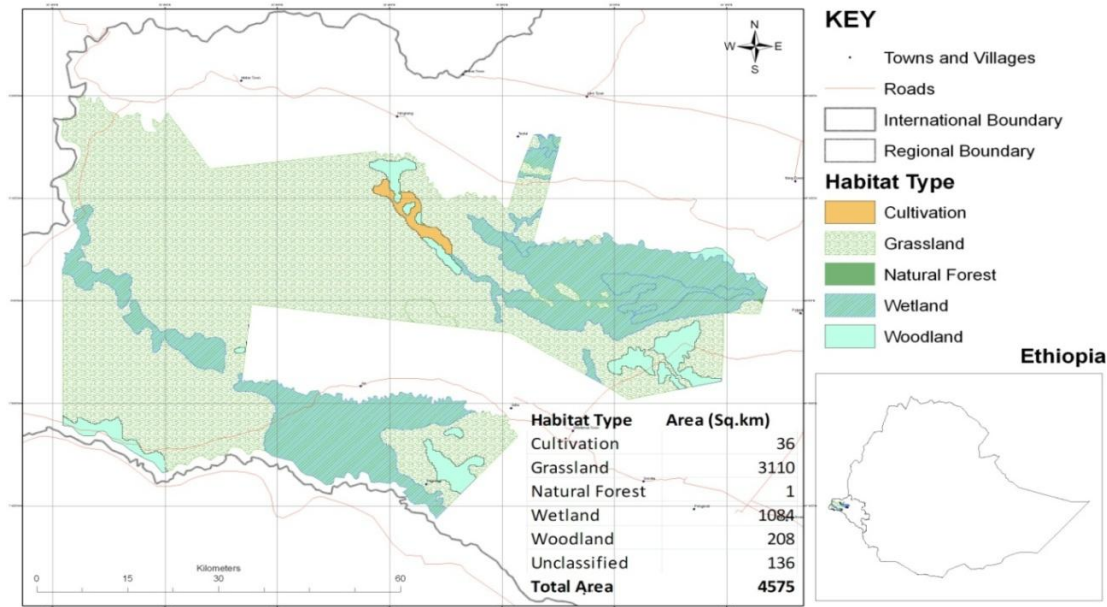 N
W E
S
KEY
Towns and Villages
Roads
International Boundary
Regional Boundary
Habitat Type
Cultivation
Grassland
Natural Forest
Wetland
Woodland
Ethiopia
Habitat Type Area (Sq.km)
Cultivation 36
Grassland 3110
Natural Forest 1
Wetland 1084
Woodland 208
Unclassified 136
Total Area 4575
Kilometers
0 15 30 60